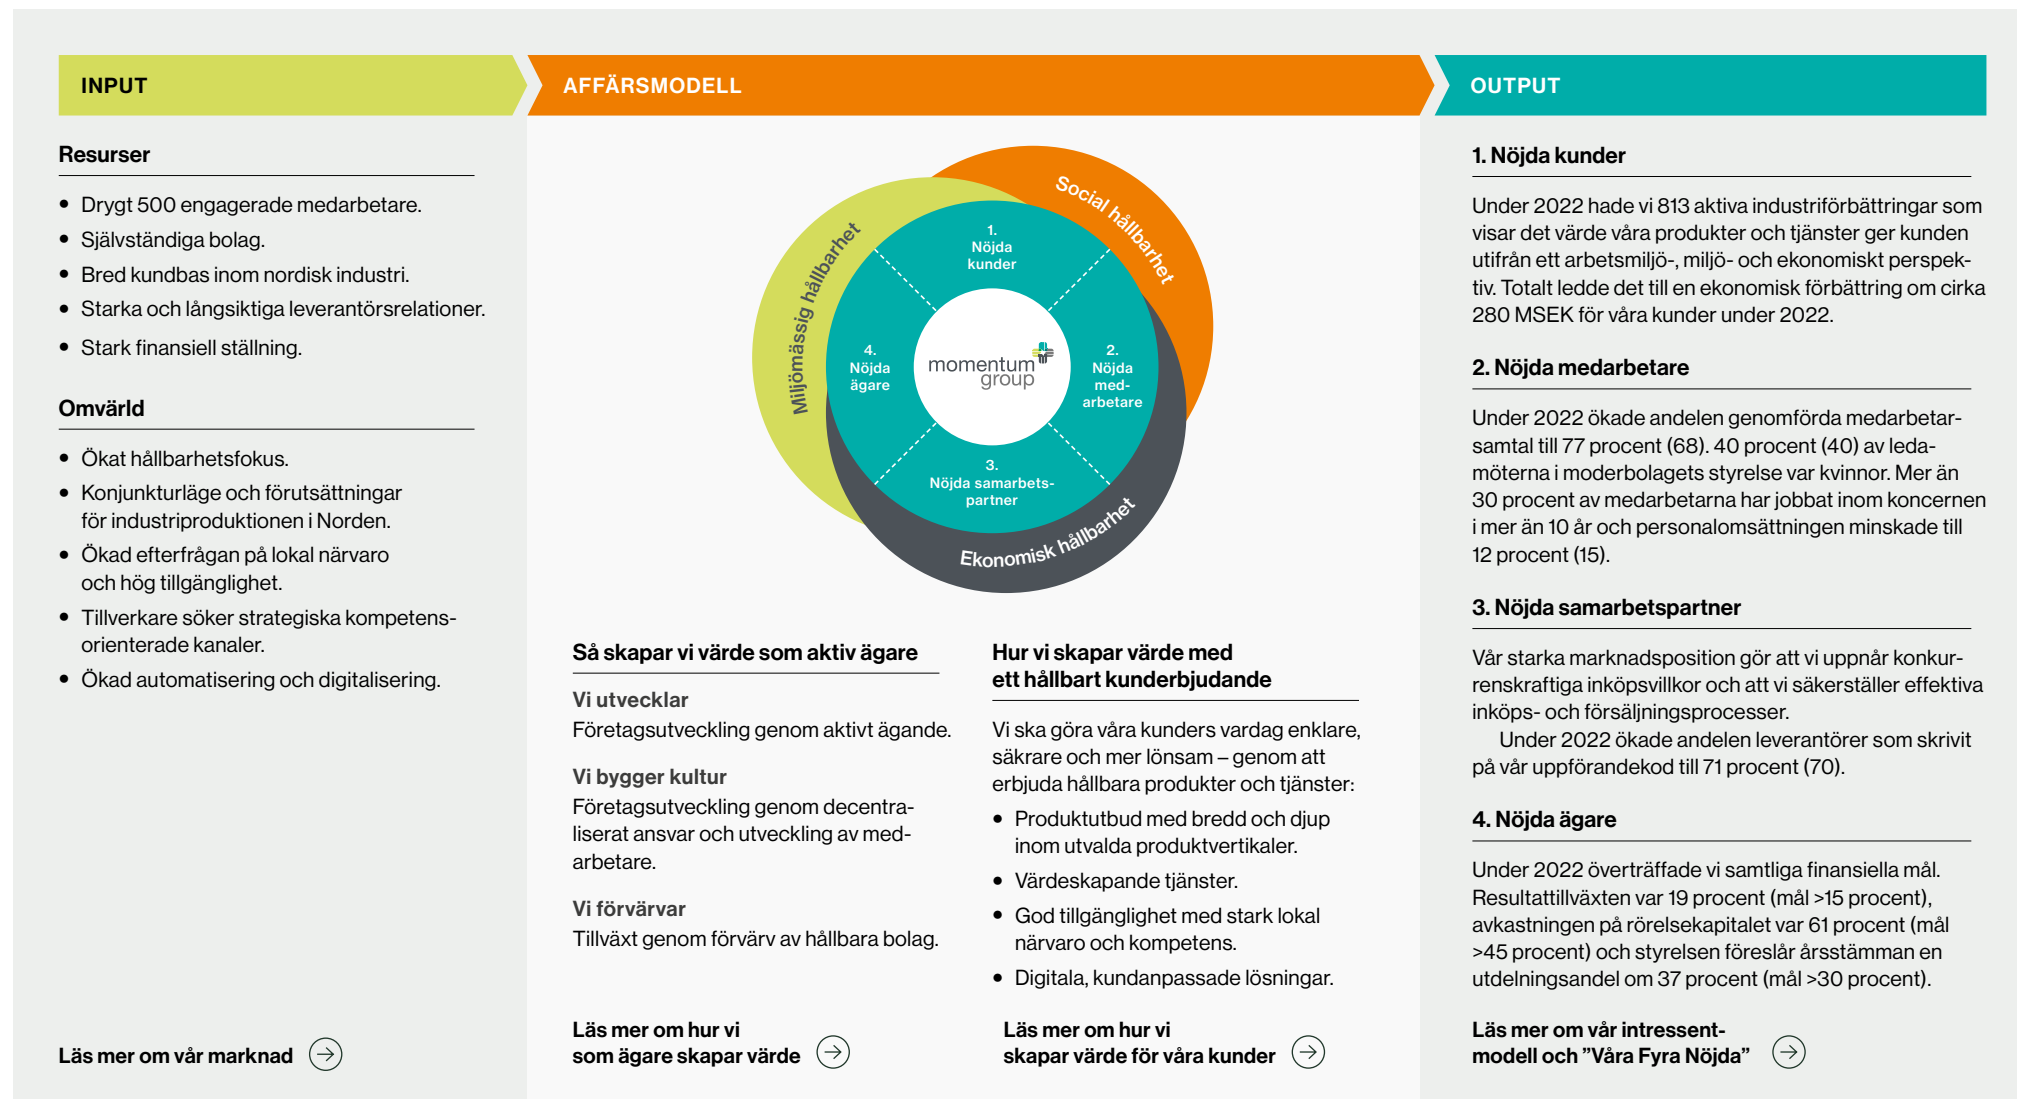 INPUT
Resurser
• Drygt 500 engagerade medarbetare.
• Självständiga bolag.
• Bred kundbas inom nordisk industri.
• Starka och långsiktiga leverantörsrelationer.
• Stark finansiell ställning.
Omvärld
• Ökat hållbarhetsfokus.
• Konjunkturläge och förutsättningar
för industriproduktionen i Norden.
• Ökad efterfrågan på lokal närvaro
och hög tillgänglighet.
• Tillverkare söker strategiska kompetens-
orienterade kanaler.
• Ökad automatisering och digitalisering.
Läs mer om vår marknad
AFFÄRSMODELL
Miljömässig hållbarhet
Social hållbarhet
Ekonomisk hållbarhet
1.
Nöjda
kunder
2.
Nöjda
med-
arbetare
3.
Nöjda samarbets-
partner
4.
Nöjda
ägare
momentum
group
Så skapar vi värde som aktiv ägare
Vi utvecklar
Företagsutveckling genom aktivt ägande.
Vi bygger kultur
Företagsutveckling genom decentra-
liserat ansvar och utveckling av med-
arbetare.
Vi förvärvar
Tillväxt genom förvärv av hållbara bolag.
Läs mer om hur vi
som ägare skapar värde
Hur vi skapar värde med
ett hållbart kunderbjudande
Vi ska göra våra kunders vardag enklare,
säkrare och mer lönsam – genom att
erbjuda hållbara produkter och tjänster:
• Produktutbud med bredd och djup
inom utvalda produktvertikaler.
• Värdeskapande tjänster.
• God tillgänglighet med stark lokal
närvaro och kompetens.
• Digitala, kundanpassade lösningar.
Läs mer om hur vi
skapar värde för våra kunder
OUTPUT
1. Nöjda kunder
Under 2022 hade vi 813 aktiva industriförbättringar som
visar det värde våra produkter och tjänster ger kunden
utifrån ett arbetsmiljö-, miljö- och ekonomiskt perspek-
tiv. Totalt ledde det till en ekonomisk förbättring om cirka
280 MSEK för våra kunder under 2022.
2. Nöjda medarbetare
Under 2022 ökade andelen genomförda medarbetar-
samtal till 77 procent (68). 40 procent (40) av leda-
möterna i moderbolagets styrelse var kvinnor. Mer än
30 procent av medarbetarna har jobbat inom koncernen
i mer än 10 år och personalomsättningen minskade till
12 procent (15).
3. Nöjda samarbetspartner
Vår starka marknadsposition gör att vi uppnår konkur-
renskraftiga inköpsvillkor och att vi säkerställer effektiva
inköps- och försäljningsprocesser.
Under 2022 ökade andelen leverantörer som skrivit
på vår uppförandekod till 71 procent (70).
4. Nöjda ägare
Under 2022 överträffade vi samtliga finansiella mål.
Resultattillväxten var 19 procent (mål >15 procent),
avkastningen på rörelsekapitalet var 61 procent (mål
>45 procent) och styrelsen föreslår årsstämman en
utdelningsandel om 37 procent (mål >30 procent).
Läs mer om vår intressent-
modell och ”Våra Fyra Nöjda”